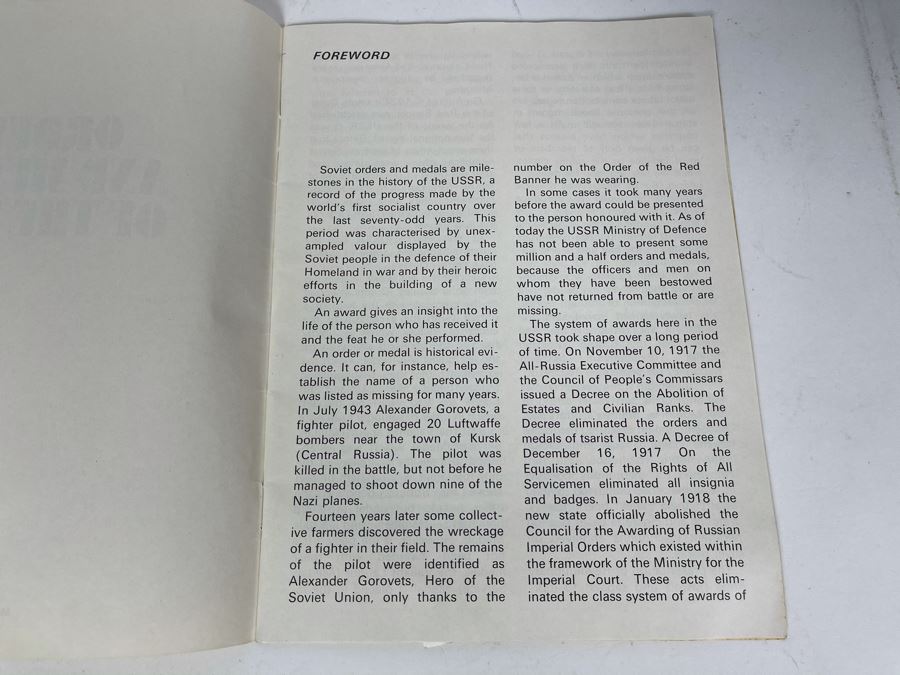 FOREWORD
Soviet orders and medals are mile-
stones in the history of the USSR, a
record of the progress made by the
world's first socialist country over
the last seventy-odd years. This
period was characterised by unex-
ampled valour displayed by the
Soviet people in the defence of their
Homeland in war and by their heroic
efforts in the building of a new
society.
An award gives an insight into the
life of the person who has received it
and the feat he or she performed.
An order or medal is historical evi-
dence. It can, for instance, help es-
tablish the name of a person who
was listed as missing for many years.
In July 1943 Alexander Gorovets, a
fighter pilot, engaged 20 Luftwaffe
bombers near the town of Kursk
(Central Russia). The pilot was
killed in the battle, but not before he
managed to shoot down nine of the
Nazi planes.
Fourteen years later some collect-
ive farmers discovered the wreckage
of a fighter in their field. The remains
of the pilot were identified as
Alexander Gorovets, Hero of the
Soviet Union, only thanks to the
number on the Order of the Red
Banner he was wearing.
In some cases it took many years
before the award could be presented
to the person honoured with it. As of
today the USSR Ministry of Defence
has not been able to present some
million and a half orders and medals,
because the officers and men on
whom they have been bestowed
have not returned from battle or are
missing.
The system of awards here in the
USSR took shape over a long period
of time. On November 10, 1917 the
All-Russia Executive Committee and
the Council of People's Commissars
issued a Decree on the Abolition of
Estates and Civilian Ranks. The
Decree eliminated the orders and
medals of tsarist Russia. A Decree of
December 16, 1917 On the
Equalisation of the Rights of All
Servicemen eliminated all insignia
and badges. In January 1918 the
new state officially abolished the
Council for the Awarding of Russian
Imperial Orders which existed within
the framework of the Ministry for the
Imperial Court. These acts elim-
inated the class system of awards of